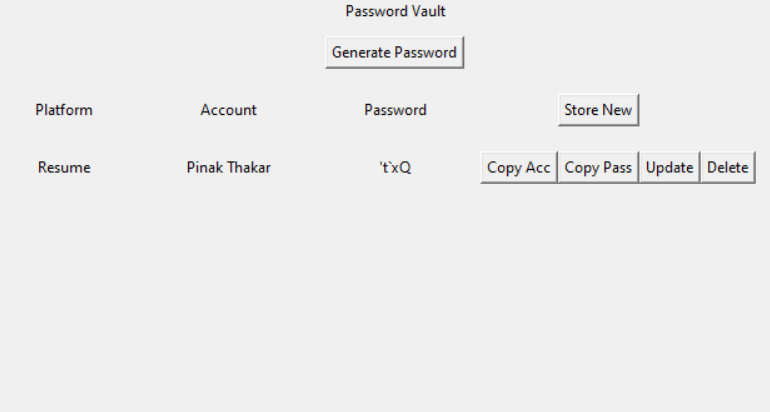 Password Vault
Generate Password
Platform Account Password Store New
Resume Pinak Thakar 't`xQ Copy Acc Copy Pass Update Delete